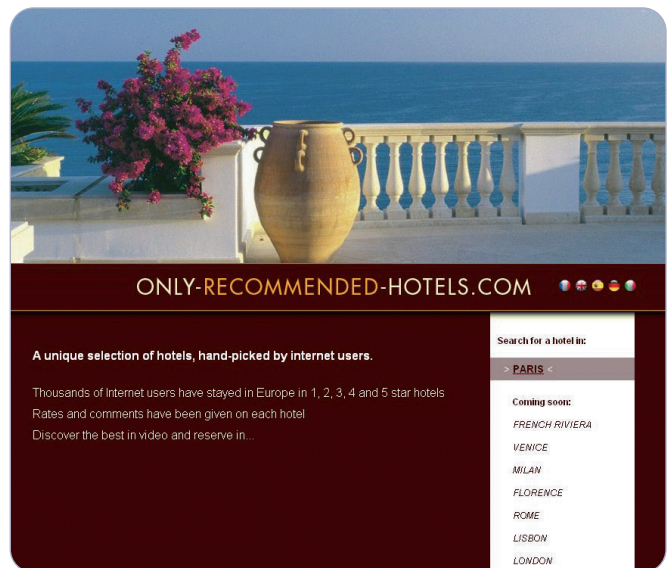 ONLY-RECOMMENDED-HOTELS.COM
A unique selection of hotels, hand-picked by internet users.
Thousands of Internet users have stayed in Europe in 1, 2, 3, 4 and 5 star hotels
Rates and comments have been given on each hotel
Discover the best in video and reserve in...
Search for a hotel in:
> PARIS <
Coming soon:
FRENCH RIVIERA
VENICE
MILAN
FLORENCE
ROME
LISBON
LONDON